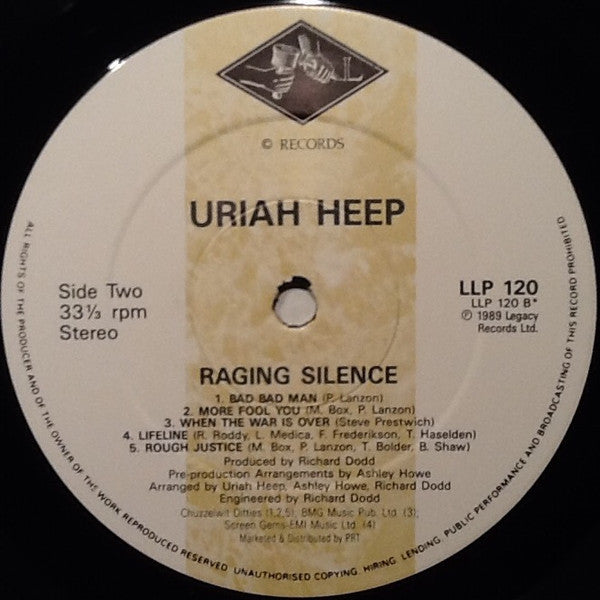 L
© RECORDS
URIAH HEEP
Side Two
33⅓ rpm
Stereo
LLP 120
LLP 120 B*
℗ 1989 Legacy
Records Ltd.
RAGING SILENCE
1. BAD BAD MAN (P. Lanzon)
2. MORE FOOL YOU (M. Box, P. Lanzon)
3. WHEN THE WAR IS OVER (Steve Prestwich)
4. LIFELINE (R. Roddy, L. Medica, F. Frederikson, T. Haselden)
5. ROUGH JUSTICE (M. Box, P. Lanzon, T. Bolder, B. Shaw)
Produced by Richard Dodd
Pre-production Arrangements by Ashley Howe
Arranged by Uriah Heep, Ashley Howe, Richard Dodd
Engineered by Richard Dodd
Chuzzelwit Ditties (1,2,5); BMG Music Pub. Ltd. (3);
Screen Gems-EMI Music Ltd. (4)
Marketed & Distributed by PRT
ALL RIGHTS OF THE PRODUCER AND OF THE OWNER OF THE WORK REPRODUCED RESERVED. UNAUTHORISED COPYING, HIRING, LENDING, PUBLIC PERFORMANCE AND BROADCASTING OF THIS RECORD PROHIBITED.